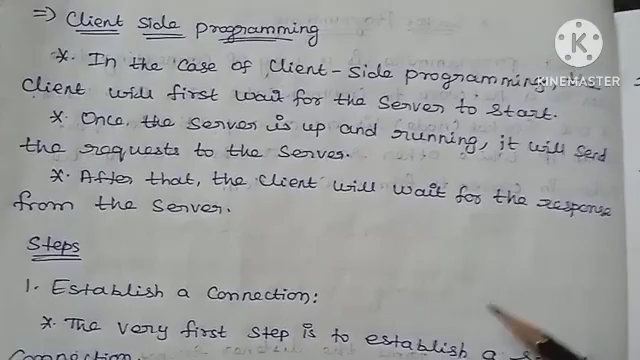 ⇒ Client side programming
*. In the case of client-side programming, the
client will first wait for the server to start.
*. Once, the server is up and running, it will send
the requests to the server.
*. After that, the client will wait for the response
from the server.
Steps
1. Establish a connection:
*. The very first step is to establish a
connection.
KINEMASTER